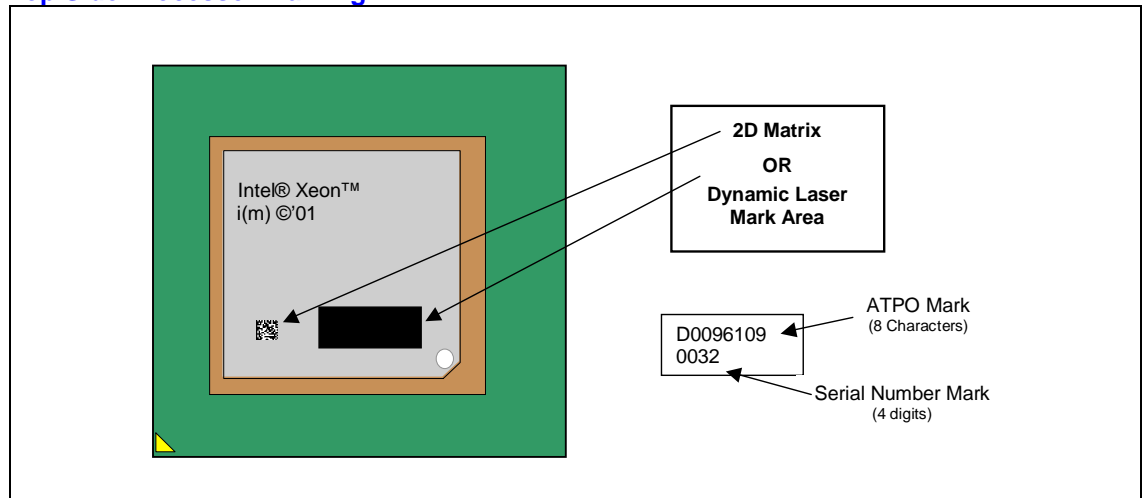 Intel® Xeon™
i(m) ©'01
2D Matrix
OR
Dynamic Laser
Mark Area
D0096109
0032
ATPO Mark
(8 Characters)
Serial Number Mark
(4 digits)